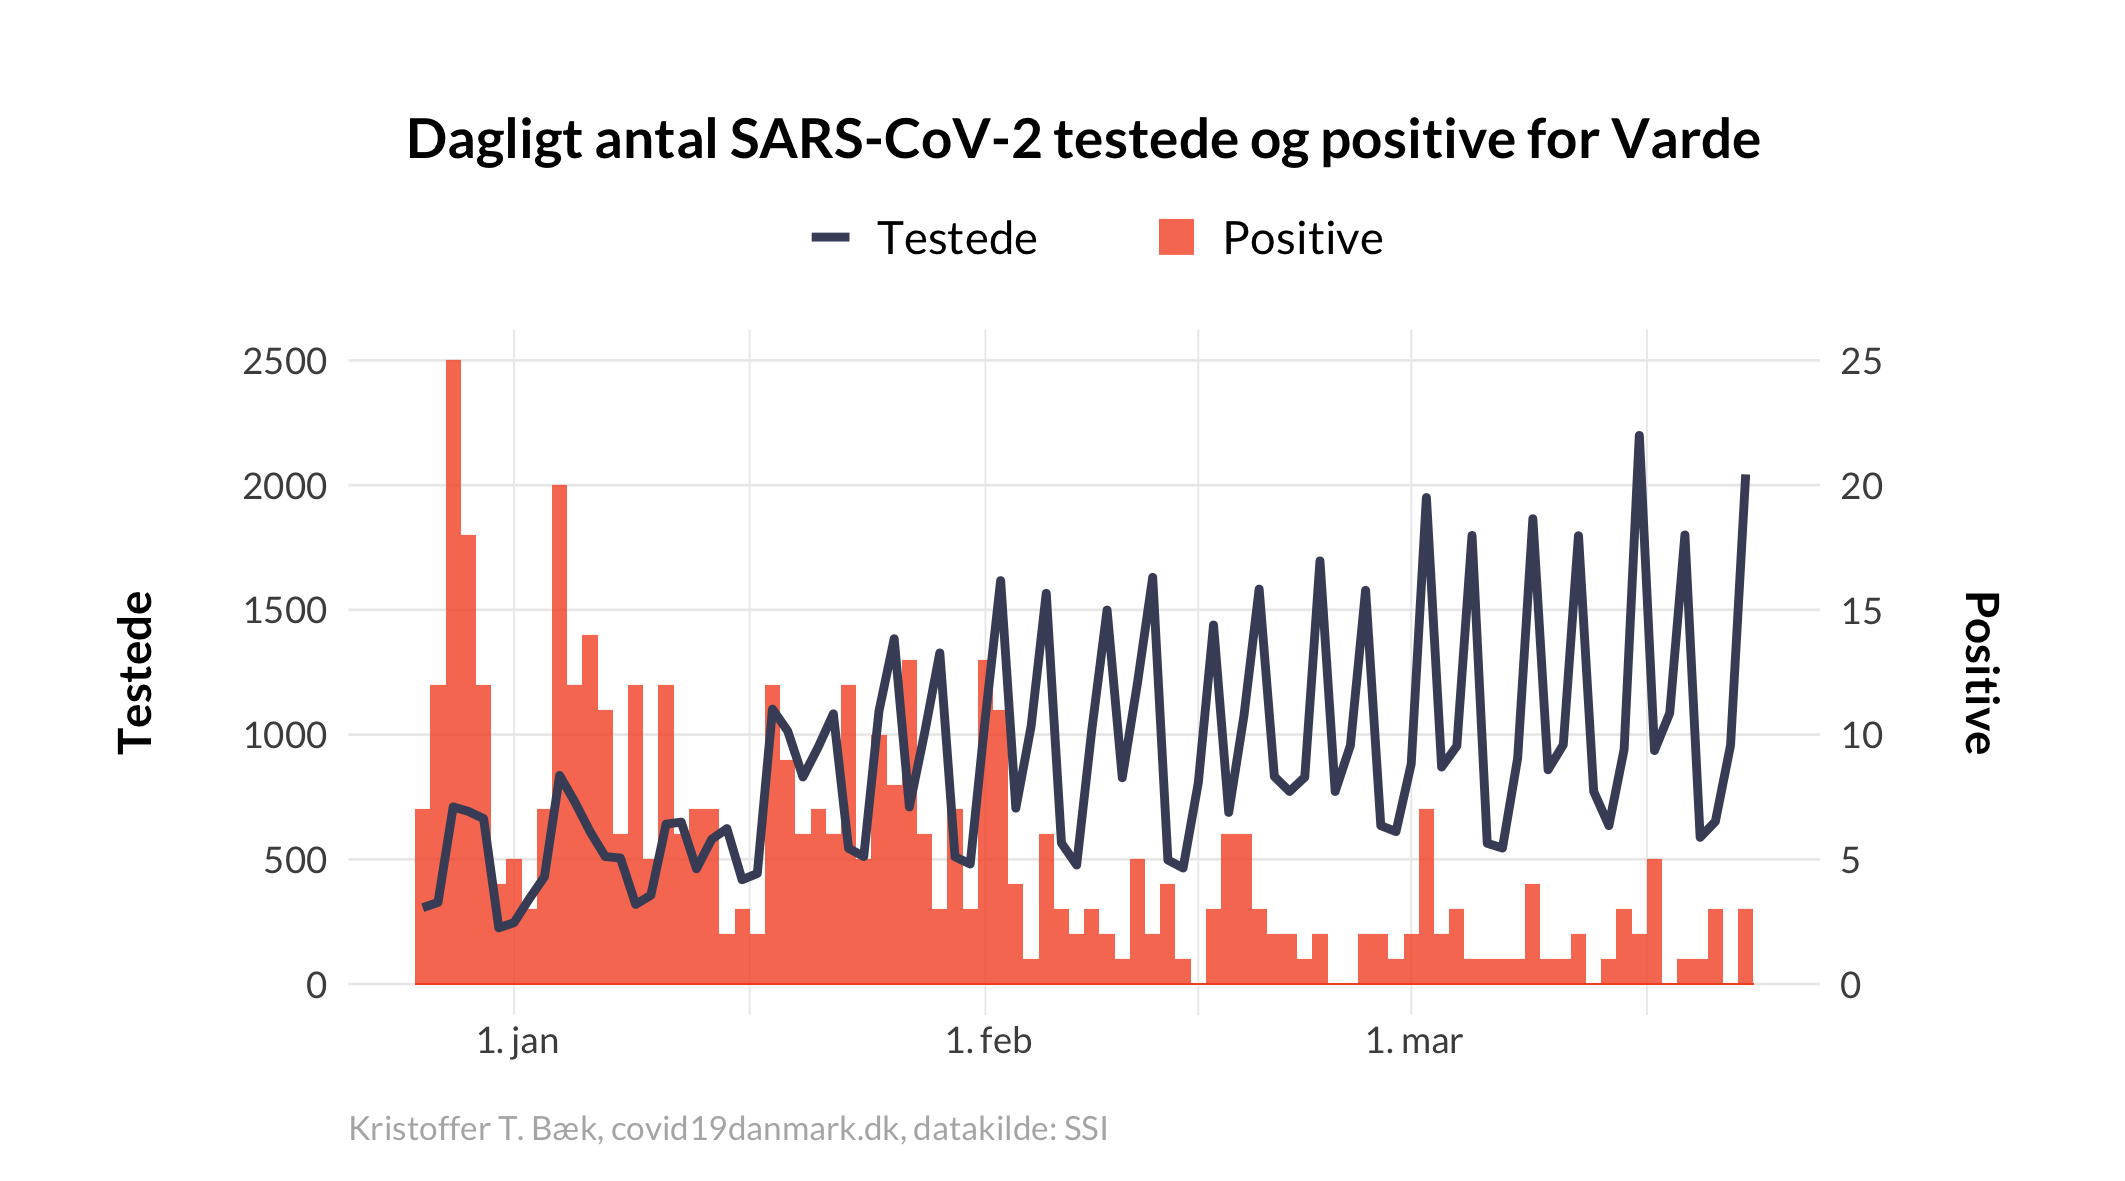 Dagligt antal SARS-CoV-2 testede og positive for Varde
Testede Positive
2500 25
2000 20
1500 15
1000 10
500 5
0 0
Testede
Positive
1. jan 1. feb 1. mar
Kristoffer T. Bæk, covid19danmark.dk, datakilde: SSI